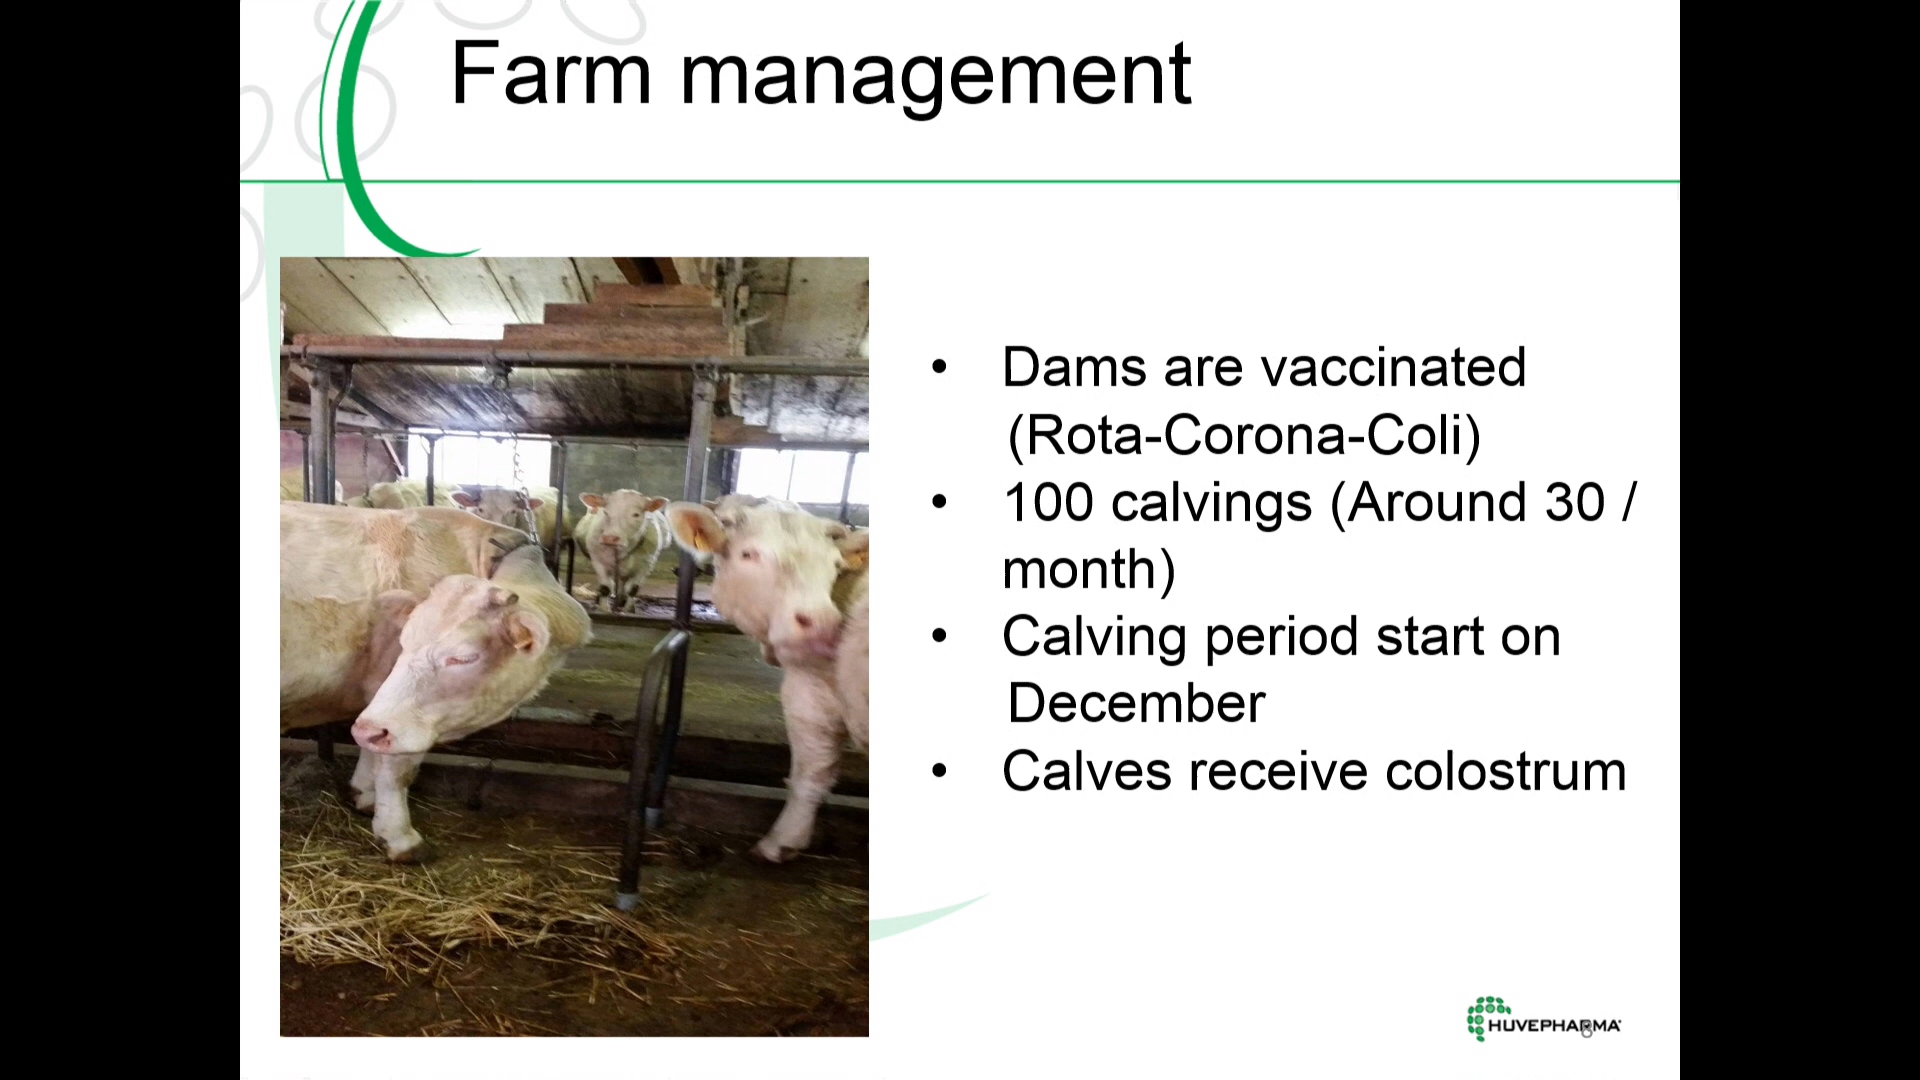 Farm management
• Dams are vaccinated
(Rota-Corona-Coli)
• 100 calvings (Around 30 /
month)
• Calving period start on
December
• Calves receive colostrum
HUVEPHARMA
8